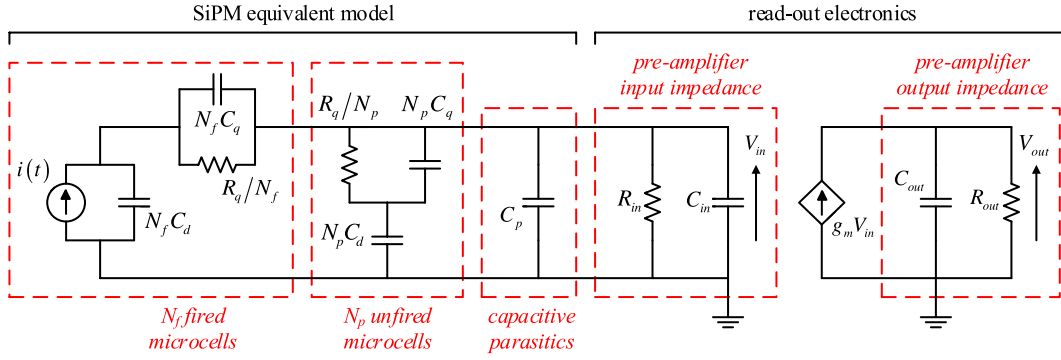 SiPM equivalent model
read-out electronics
pre-amplifier
input impedance
pre-amplifier
output impedance
N_f C_q
R_q/N_f
i(t)
N_f C_d
R_q/N_p
N_p C_q
N_p C_d
C_p
R_in
C_in
V_in
g_m V_in
C_out
R_out
V_out
N_f fired
microcells
N_p unfired
microcells
capacitive
parasitics